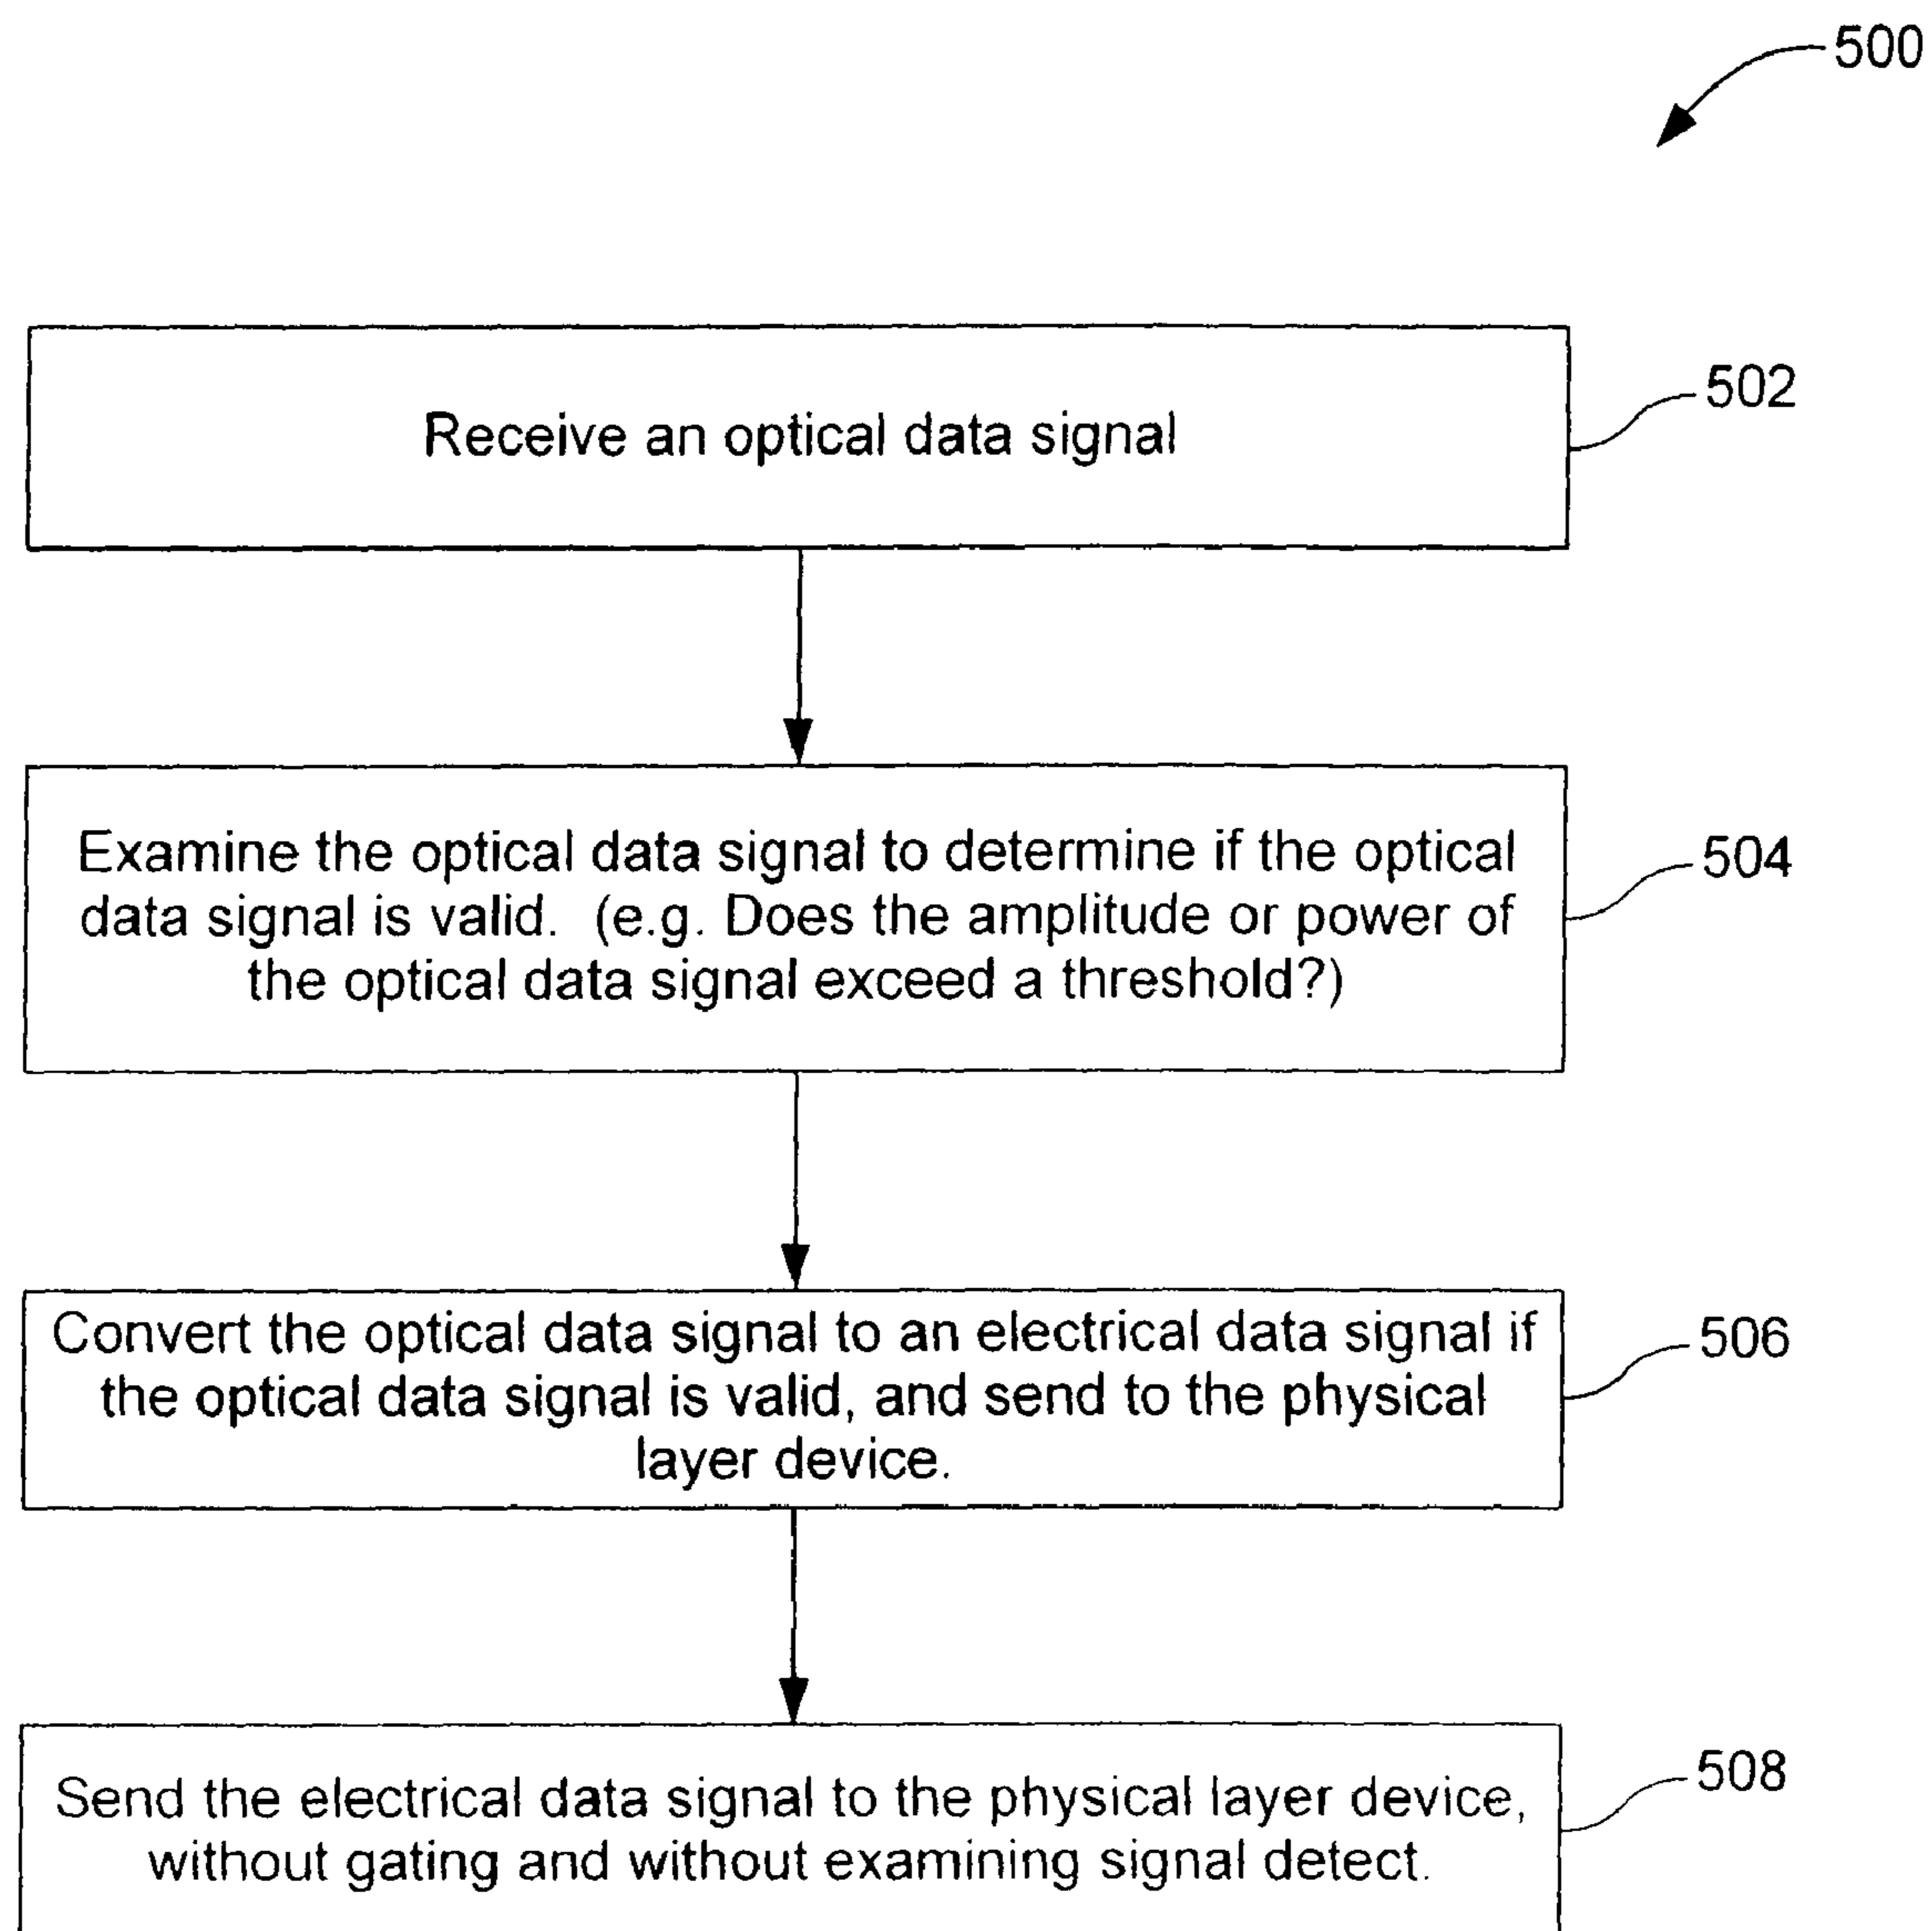 500
Receive an optical data signal
502
Examine the optical data signal to determine if the optical
data signal is valid.  (e.g. Does the amplitude or power of
the optical data signal exceed a threshold?)
504
Convert the optical data signal to an electrical data signal if
the optical data signal is valid, and send to the physical
layer device.
506
Send the electrical data signal to the physical layer device,
without gating and without examining signal detect.
508